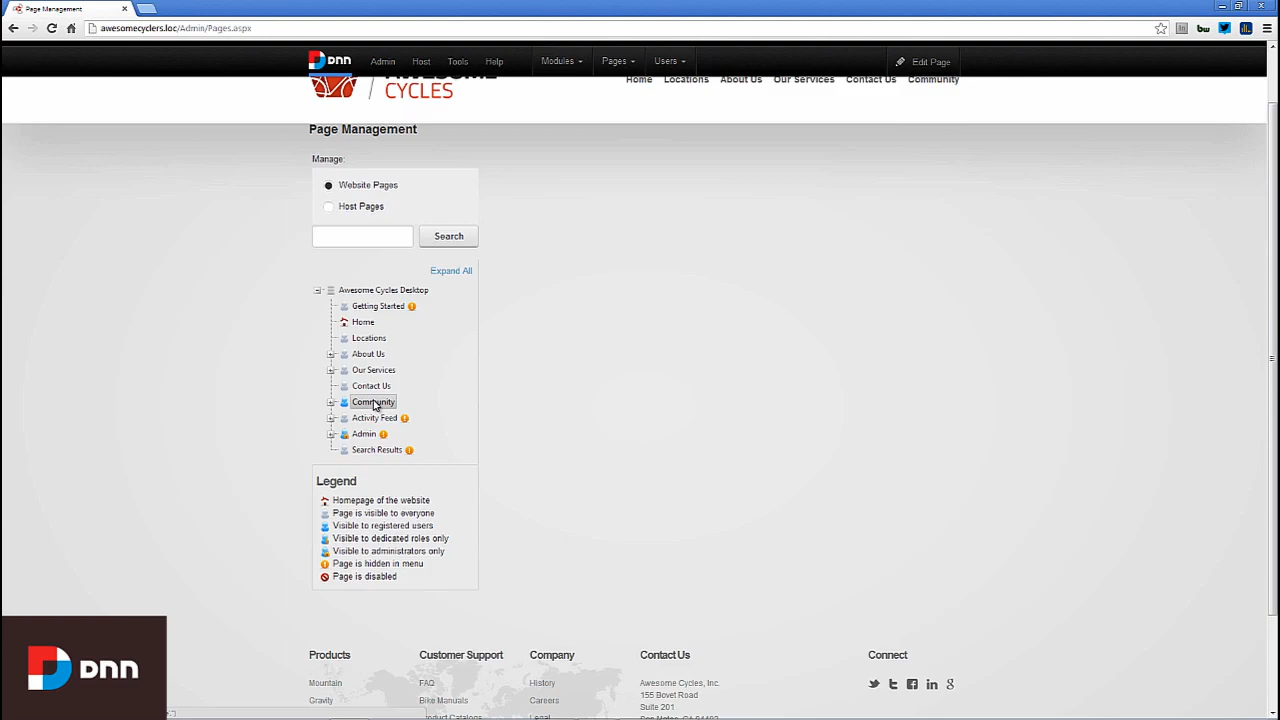 Page Management
awesomecyclers.loc/Admin/Pages.aspx
DNN Admin Host Tools Help Modules Pages Users Edit Page
AWESOME
CYCLES
Home Locations About Us Our Services Contact Us Community
Page Management
Manage:
Website Pages
Host Pages
Search
Expand All
Awesome Cycles Desktop
Getting Started
Home
Locations
About Us
Our Services
Contact Us
Community
Activity Feed
Admin
Search Results
Legend
Homepage of the website
Page is visible to everyone
Visible to registered users
Visible to dedicated roles only
Visible to administrators only
Page is hidden in menu
Page is disabled
Products Customer Support Company Contact Us Connect
Mountain FAQ History Awesome Cycles, Inc.
155 Bovet Road
Gravity Bike Manuals Careers
Suite 201
Product Catalogs Legal
DNN